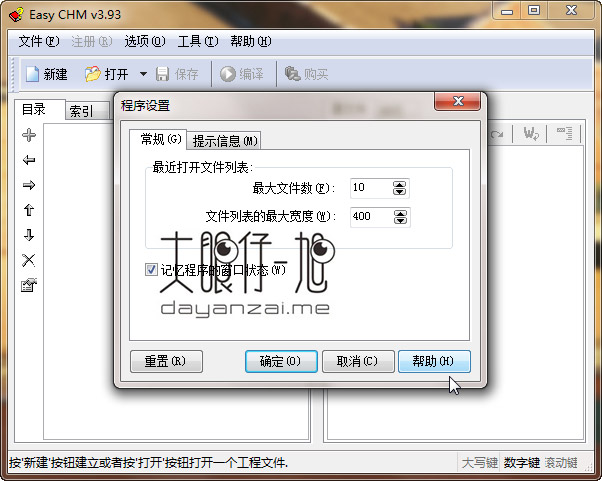 Easy CHM v3.93
文件(F) 注册(R) 选项(O) 工具(T) 帮助(H)
新建 打开 保存 编译 购买
目录 索引
程序设置
常规(G) 提示信息(M)
最近打开文件列表:
最大文件数(F): 10
文件列表的最大宽度(W): 400
大眼仔~旭
记忆程序的窗口状态(W)
dayanzai.me
重置(R) 确定(O) 取消(C) 帮助(H)
按'新建'按钮建立或者按'打开'按钮打开一个工程文件. 大写键 数字键 滚动键